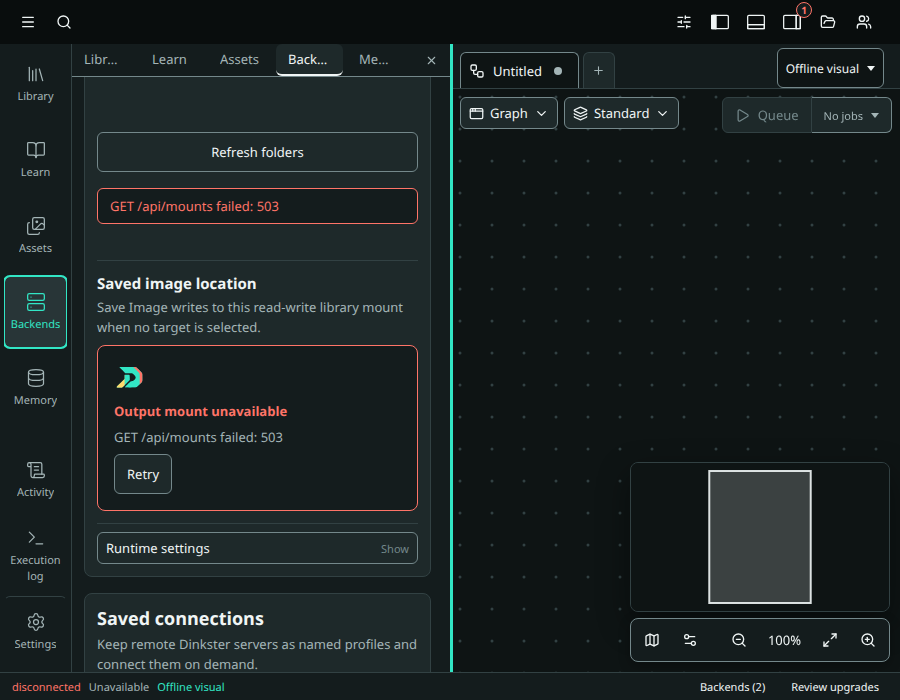 1
Libr...
Learn
Assets
Back...
Me...
Untitled
Offline visual
Library
Learn
Assets
Backends
Memory
Activity
Execution
log
Settings
Graph
Standard
Queue
No jobs
Refresh folders
GET /api/mounts failed: 503
Saved image location
Save Image writes to this read-write library mount
when no target is selected.
Output mount unavailable
GET /api/mounts failed: 503
Retry
Runtime settings
Show
Saved connections
Keep remote Dinkster servers as named profiles and
connect them on demand.
100%
disconnected
Unavailable
Offline visual
Backends (2)
Review upgrades